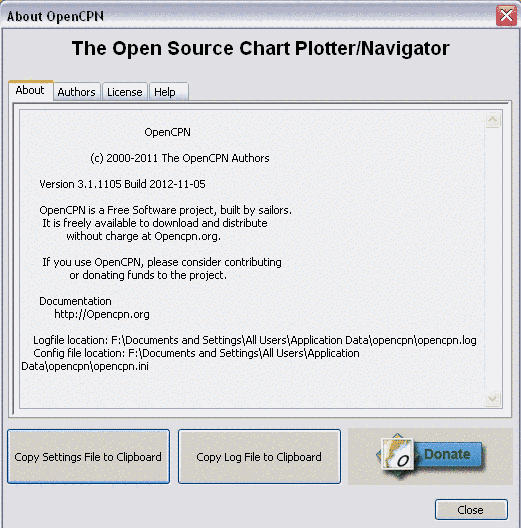 About OpenCPN
The Open Source Chart Plotter/Navigator
About Authors License Help
OpenCPN
(c) 2000-2011 The OpenCPN Authors
Version 3.1.1105 Build 2012-11-05
OpenCPN is a Free Software project, built by sailors.
It is freely available to download and distribute
without charge at Opencpn.org.
If you use OpenCPN, please consider contributing
or donating funds to the project.
Documentation
http://Opencpn.org
Logfile location: F:\Documents and Settings\All Users\Application Data\opencpn\opencpn.log
Config file location: F:\Documents and Settings\All Users\Application
Data\opencpn\opencpn.ini
Copy Settings File to Clipboard
Copy Log File to Clipboard
Donate
Close